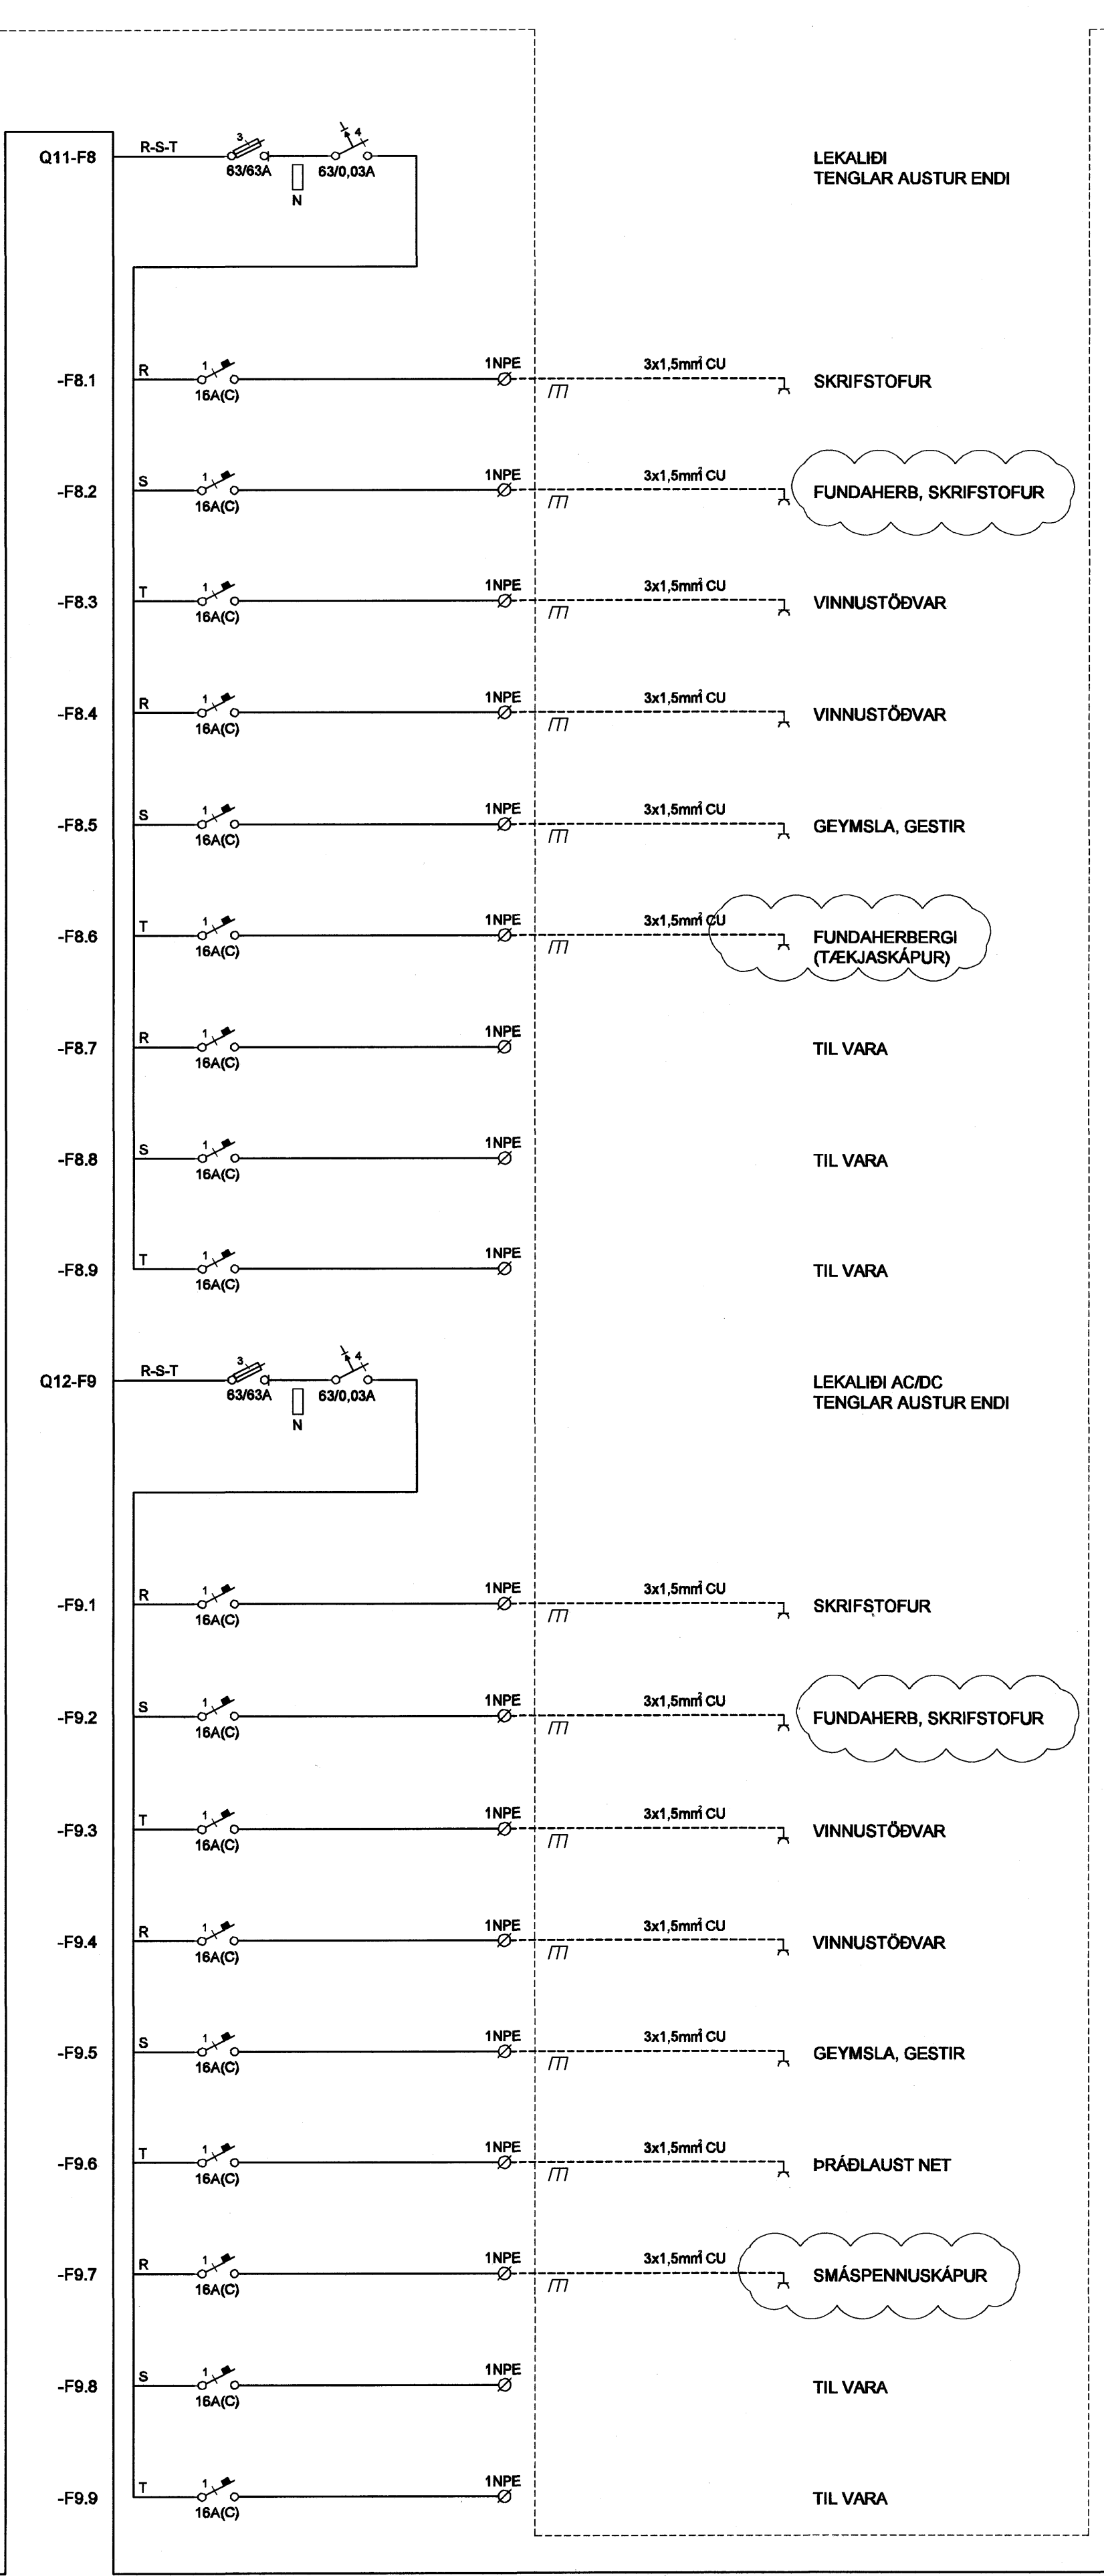 Q11-F8 R-S-T 3 4 LEKALIÐI
63/63A 63/0,03A TENGLAR AUSTUR ENDI
N
-F8.1 R 1 16A(C) 1NPE 3x1,5mm² CU SKRIFSTOFUR
-F8.2 S 1 16A(C) 1NPE 3x1,5mm² CU FUNDAHERB, SKRIFSTOFUR
-F8.3 T 1 16A(C) 1NPE 3x1,5mm² CU VINNUSTÖÐVAR
-F8.4 R 1 16A(C) 1NPE 3x1,5mm² CU VINNUSTÖÐVAR
-F8.5 S 1 16A(C) 1NPE 3x1,5mm² CU GEYMSLA, GESTIR
-F8.6 T 1 16A(C) 1NPE 3x1,5mm² CU FUNDAHERBERGI
(TÆKJASKÁPUR)
-F8.7 R 1 16A(C) 1NPE TIL VARA
-F8.8 S 1 16A(C) 1NPE TIL VARA
-F8.9 T 1 16A(C) 1NPE TIL VARA
Q12-F9 R-S-T 3 4 LEKALIÐI AC/DC
63/63A 63/0,03A TENGLAR AUSTUR ENDI
N
-F9.1 R 1 16A(C) 1NPE 3x1,5mm² CU SKRIFSTOFUR
-F9.2 S 1 16A(C) 1NPE 3x1,5mm² CU FUNDAHERB, SKRIFSTOFUR
-F9.3 T 1 16A(C) 1NPE 3x1,5mm² CU VINNUSTÖÐVAR
-F9.4 R 1 16A(C) 1NPE 3x1,5mm² CU VINNUSTÖÐVAR
-F9.5 S 1 16A(C) 1NPE 3x1,5mm² CU GEYMSLA, GESTIR
-F9.6 T 1 16A(C) 1NPE 3x1,5mm² CU ÞRÁÐLAUST NET
-F9.7 R 1 16A(C) 1NPE 3x1,5mm² CU SMÁSPENNUSKÁPUR
-F9.8 S 1 16A(C) 1NPE TIL VARA
-F9.9 T 1 16A(C) 1NPE TIL VARA